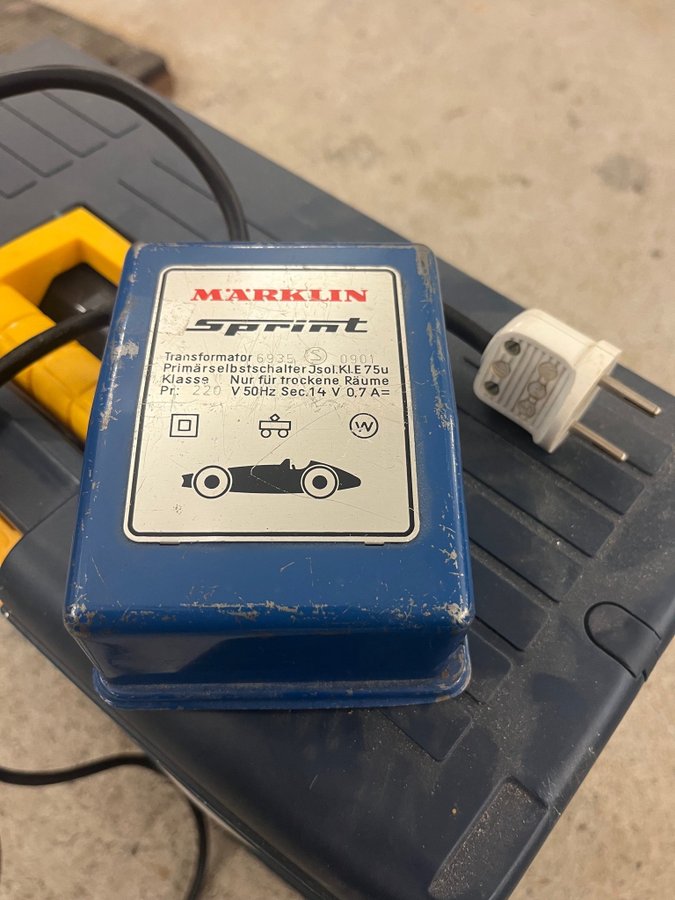 MÄRKLIN
Sprint
Transformator 6935 S 0901
Primärselbstschalter Jsol.Kl.E75u
Klasse Nur für trockene Räume
Pr: 220 V 50Hz Sec.14 V 0,7 A=
W